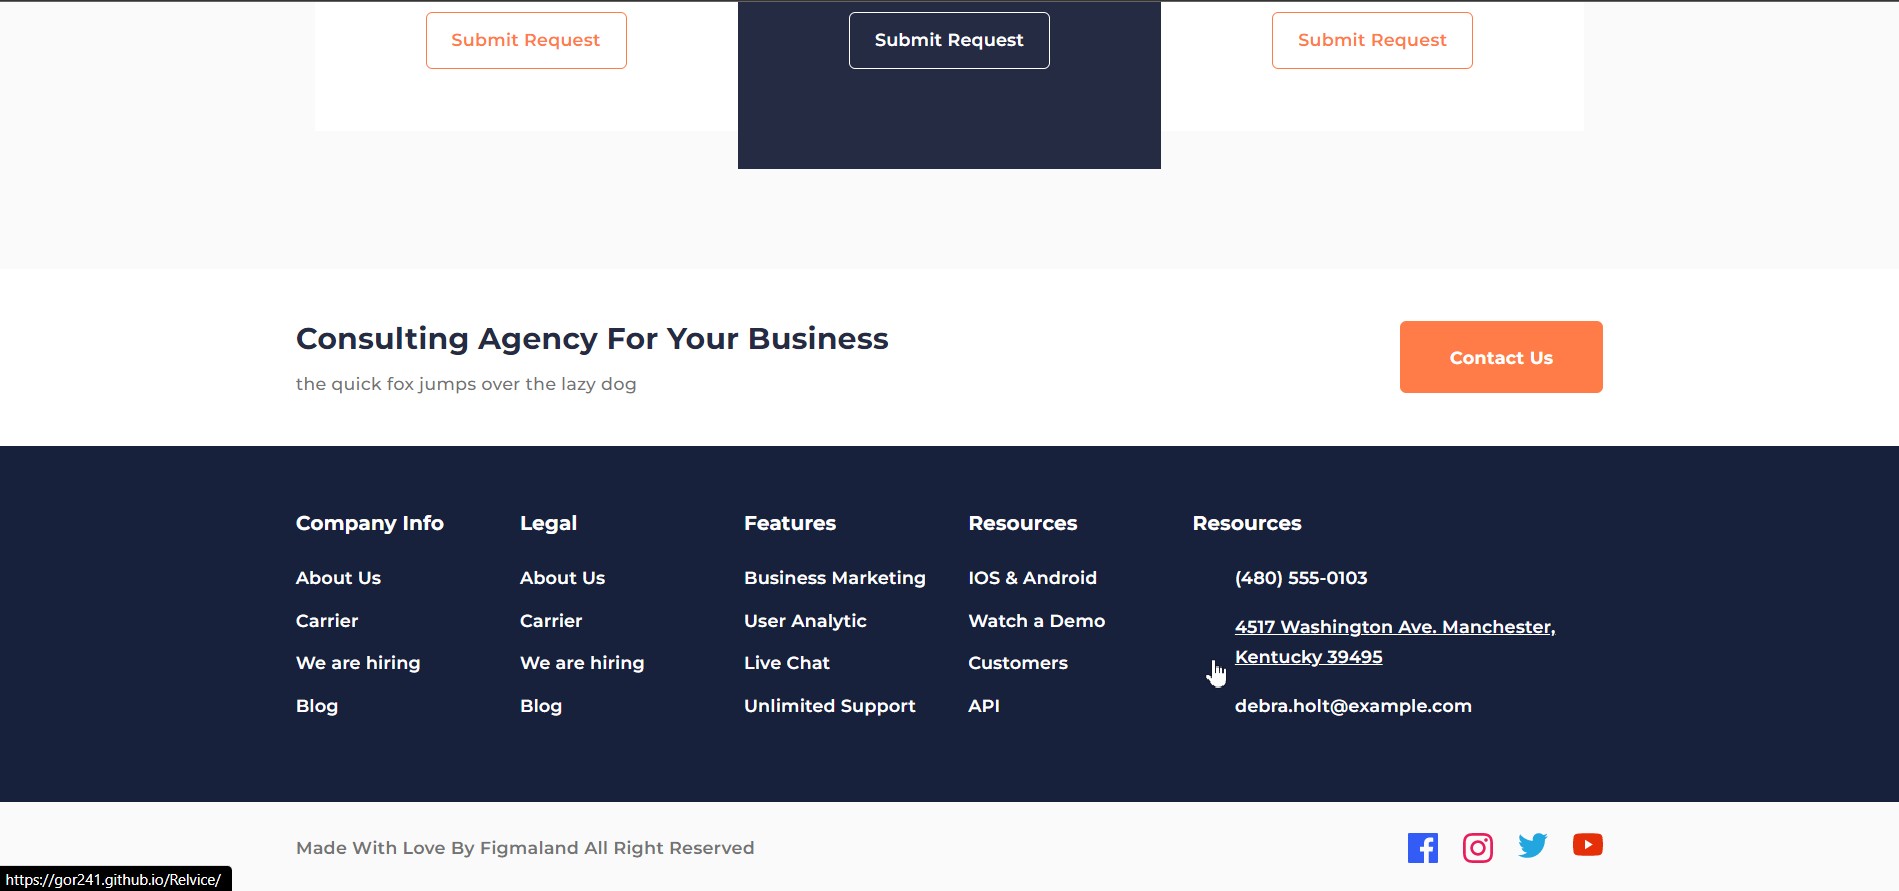 Submit Request
Submit Request
Submit Request
Consulting Agency For Your Business
the quick fox jumps over the lazy dog
Contact Us
Company Info
About Us
Carrier
We are hiring
Blog
Legal
About Us
Carrier
We are hiring
Blog
Features
Business Marketing
User Analytic
Live Chat
Unlimited Support
Resources
IOS & Android
Watch a Demo
Customers
API
Resources
(480) 555-0103
4517 Washington Ave. Manchester,
Kentucky 39495
debra.holt@example.com
Made With Love By Figmaland All Right Reserved
https://gor241.github.io/Relvice/